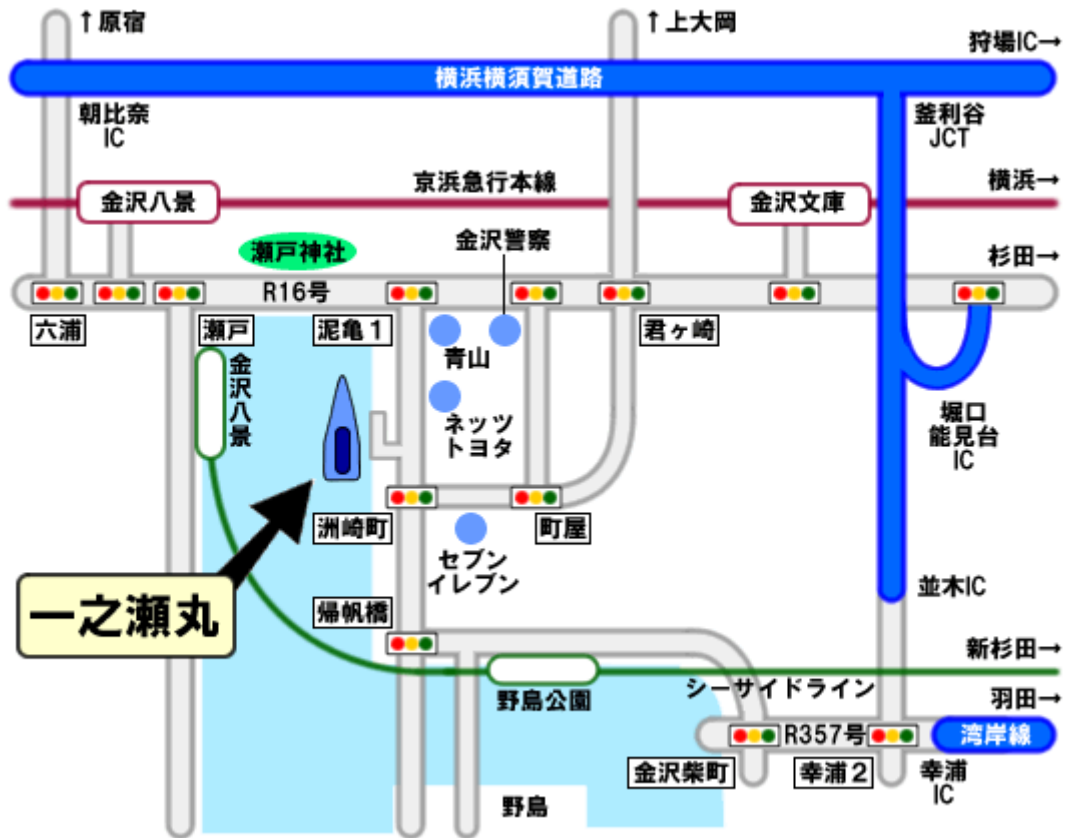 ↑原宿
↑上大岡
狩場IC→
横浜横須賀道路
朝比奈
IC
釜利谷
JCT
京浜急行本線
横浜→
金沢八景
金沢文庫
瀬戸神社
金沢警察
杉田→
R16号
六浦
瀬戸
泥亀1
君ヶ崎
青山
金沢八景
ネッツ
トヨタ
堀口
能見台
IC
洲崎町
町屋
セブン
イレブン
一之瀬丸
並木IC
帰帆橋
新杉田→
野島公園
シーサイドライン
羽田→
R357号
湾岸線
金沢柴町
幸浦2
幸浦
IC
野島